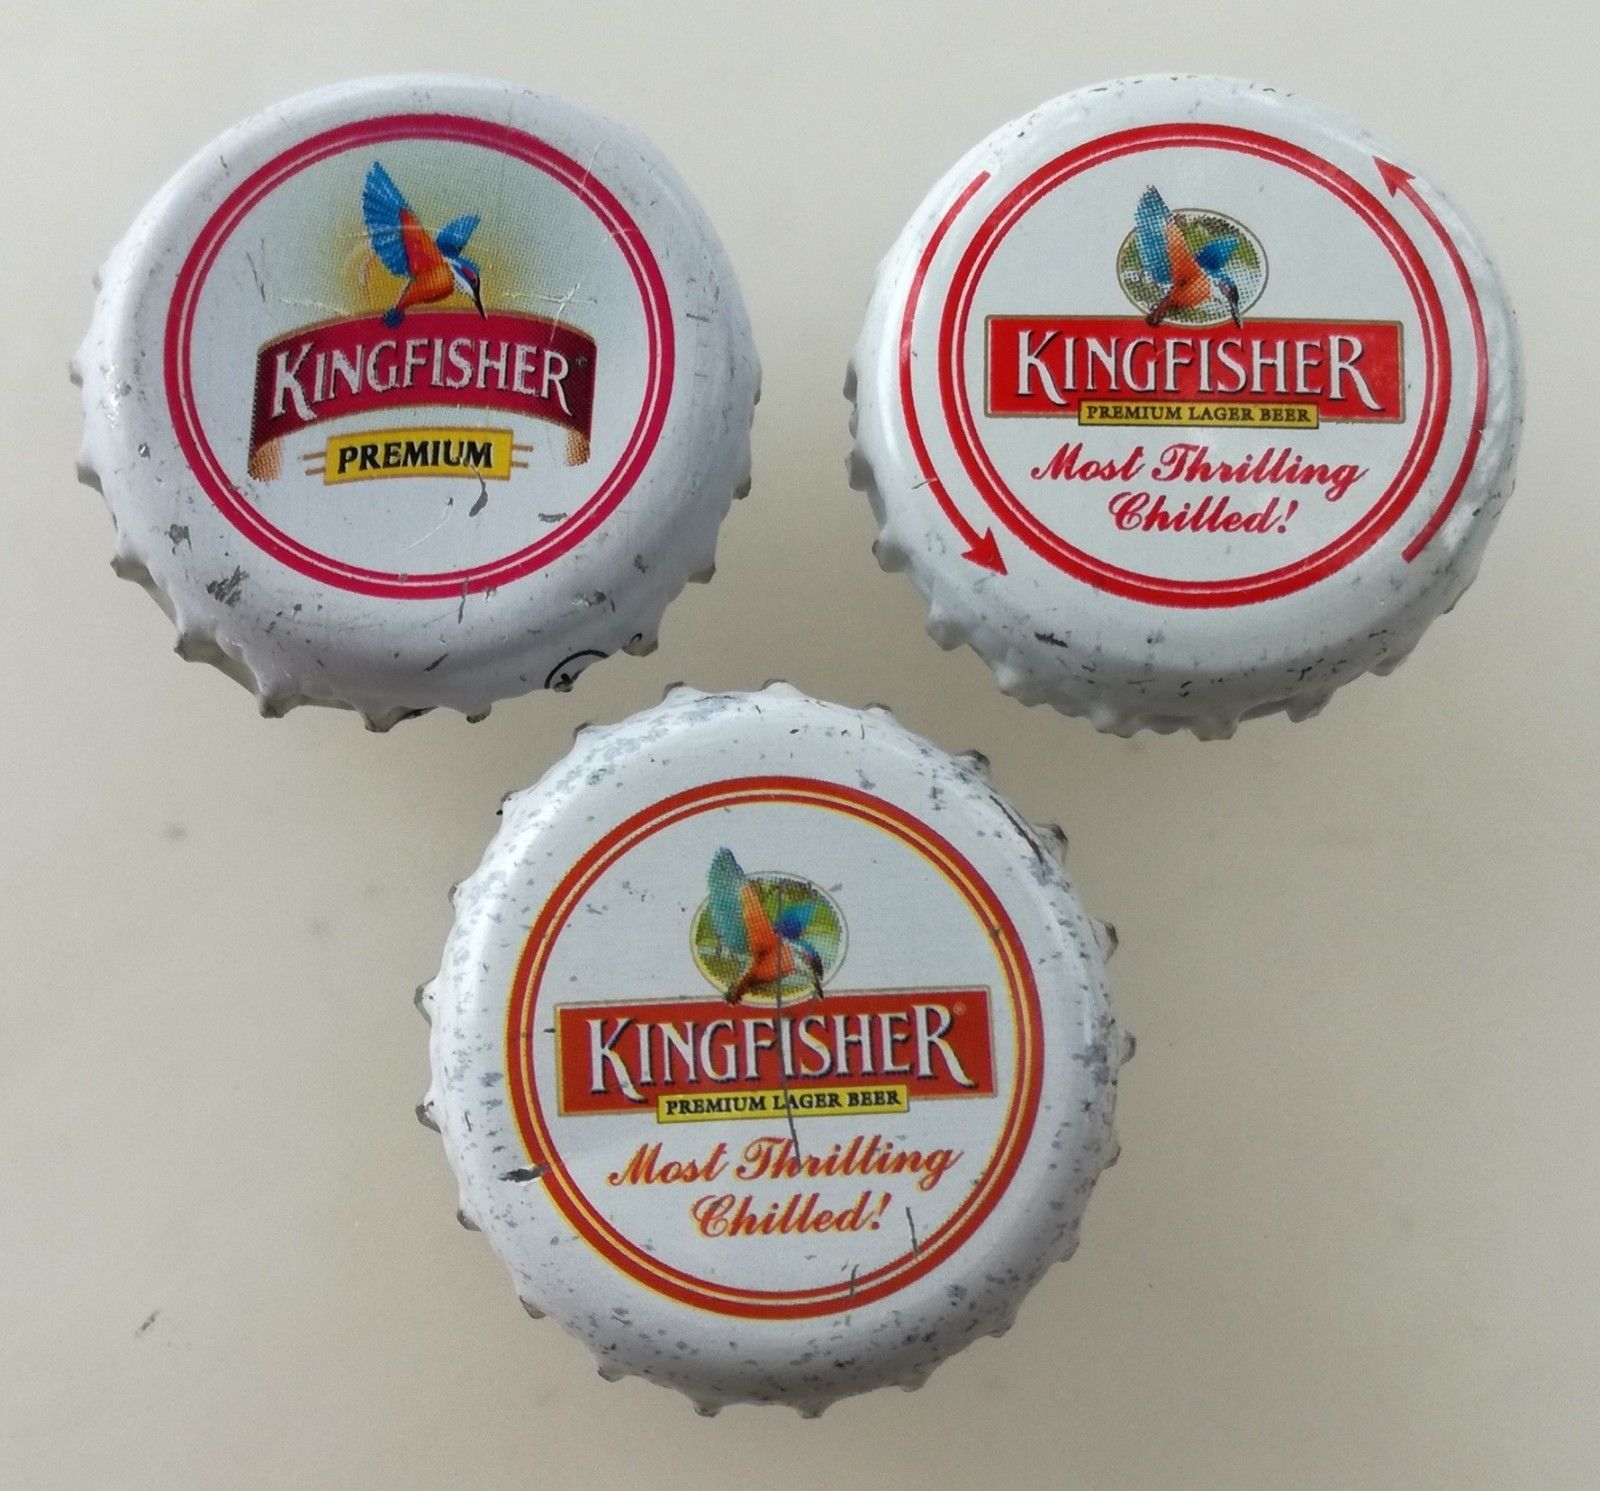 KINGFISHER
PREMIUM
KINGFISHER
PREMIUM LAGER BEER
Most Thrilling
Chilled!
KINGFISHER®
PREMIUM LAGER BEER
Most Thrilling
Chilled!